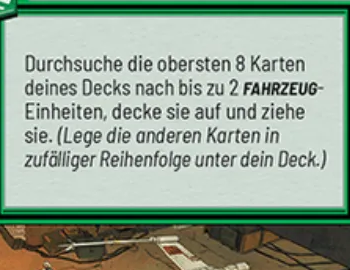 Durchsuche die obersten 8 Karten
deines Decks nach bis zu 2 FAHRZEUG-
Einheiten, decke sie auf und ziehe
sie. (Lege die anderen Karten in
zufälliger Reihenfolge unter dein Deck.)